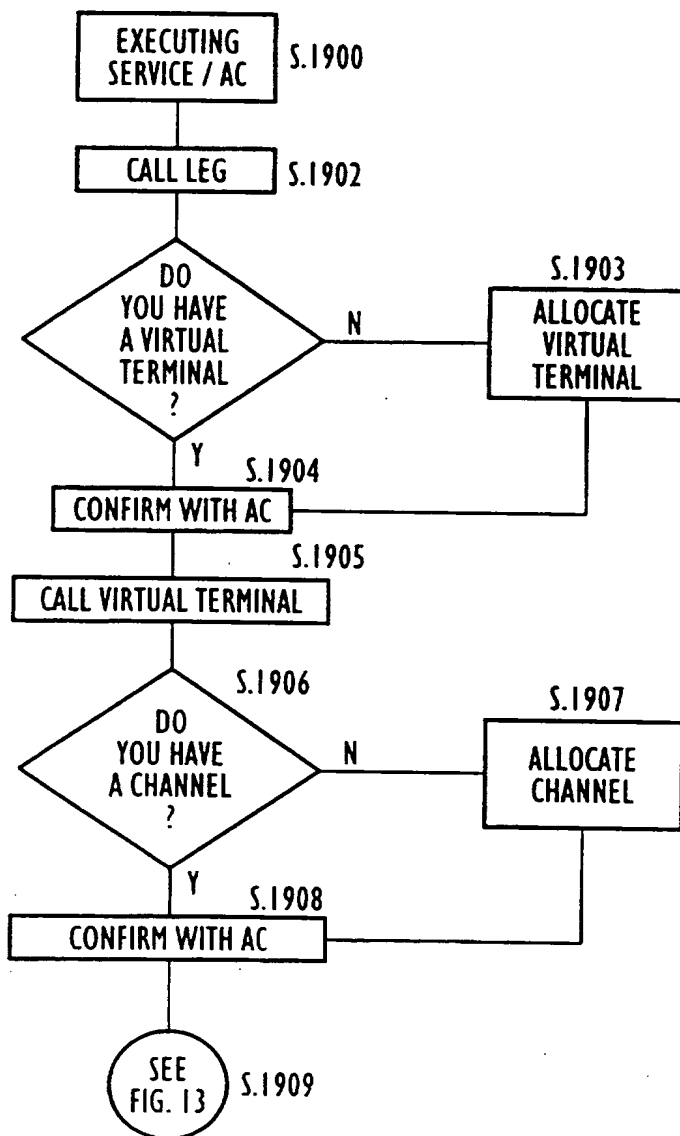 EXECUTING
SERVICE / AC
S.1900
CALL LEG
S.1902
DO
YOU HAVE
A VIRTUAL
TERMINAL
?
N
S.1903
ALLOCATE
VIRTUAL
TERMINAL
Y
S.1904
CONFIRM WITH AC
S.1905
CALL VIRTUAL TERMINAL
S.1906
DO
YOU HAVE
A CHANNEL
?
N
S.1907
ALLOCATE
CHANNEL
Y
S.1908
CONFIRM WITH AC
SEE
FIG. 13
S.1909